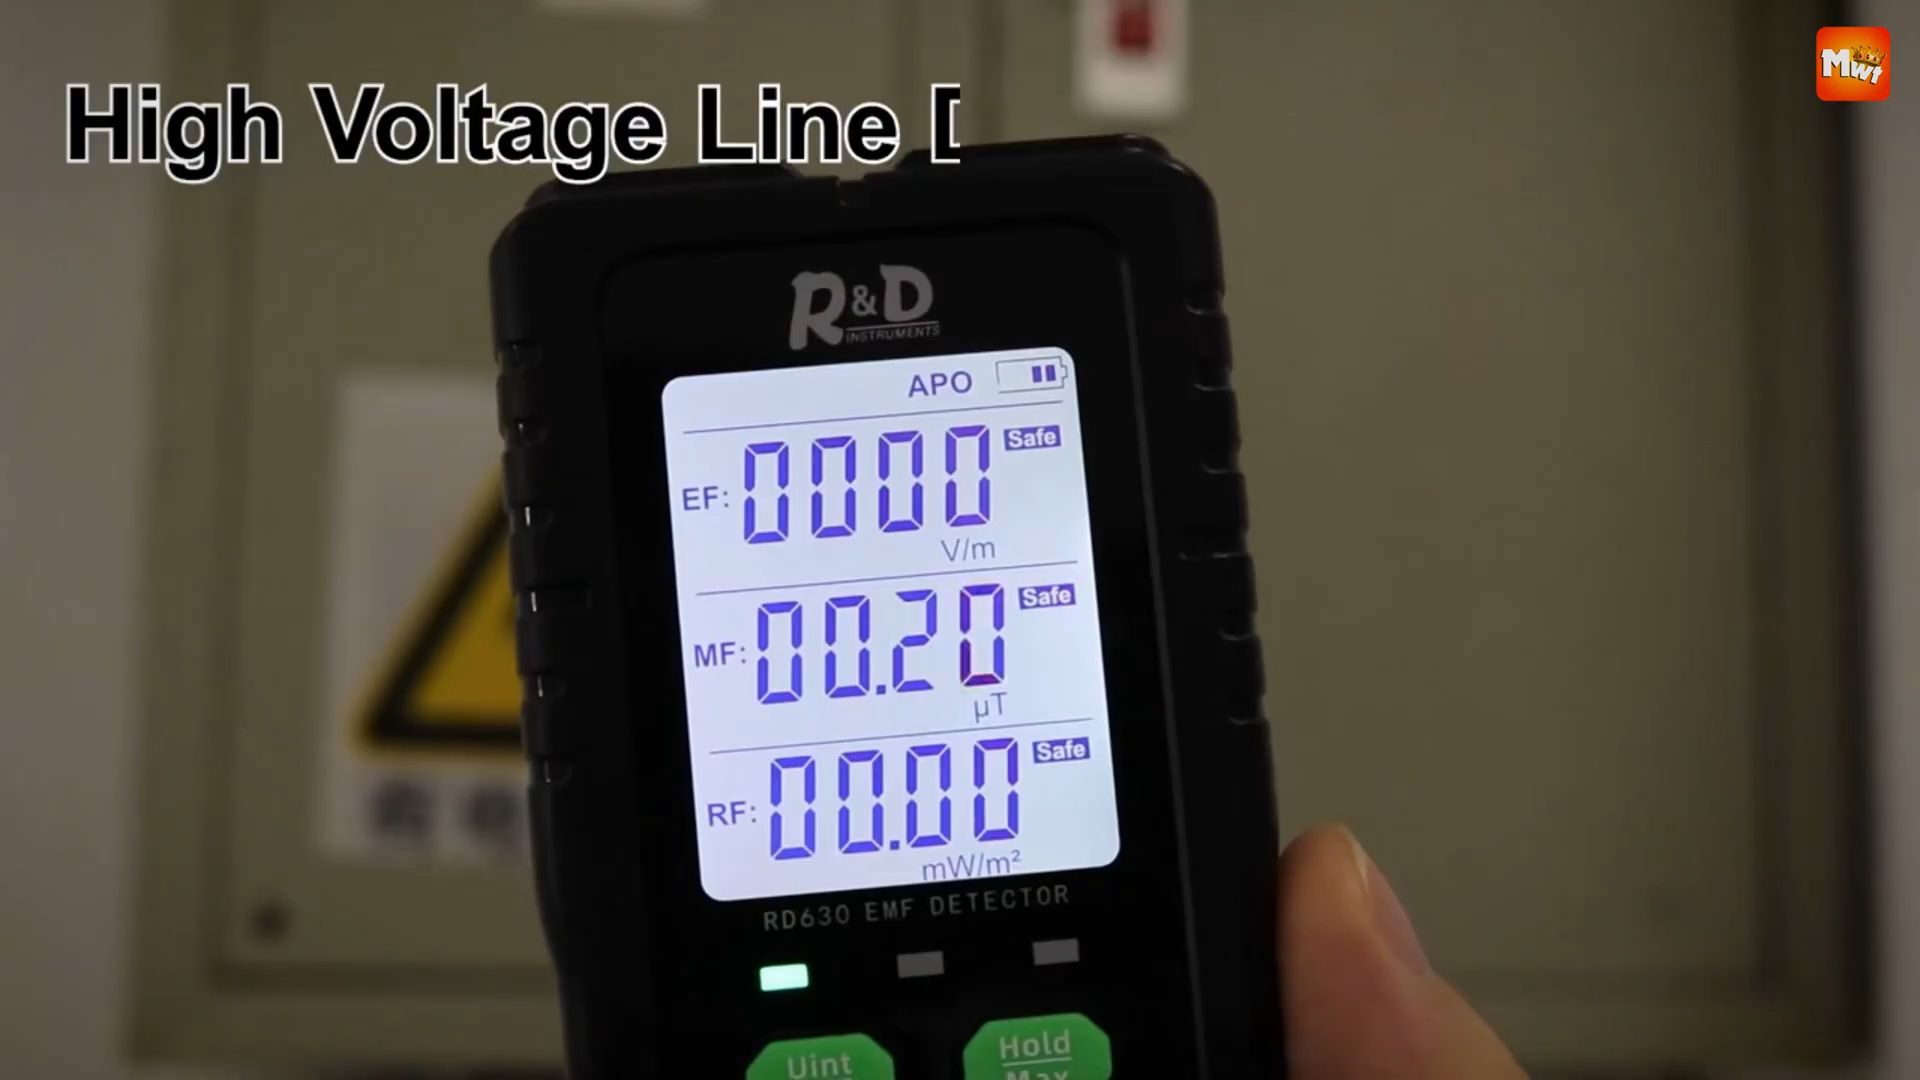 High Voltage Line
Mwt
R&D
INSTRUMENTS
APO
EF: 0000 Safe
V/m
MF: 00.20 Safe
µT
RF: 00.00 Safe
mW/m²
RD630 EMF DETECTOR
Uint
Hold
Max